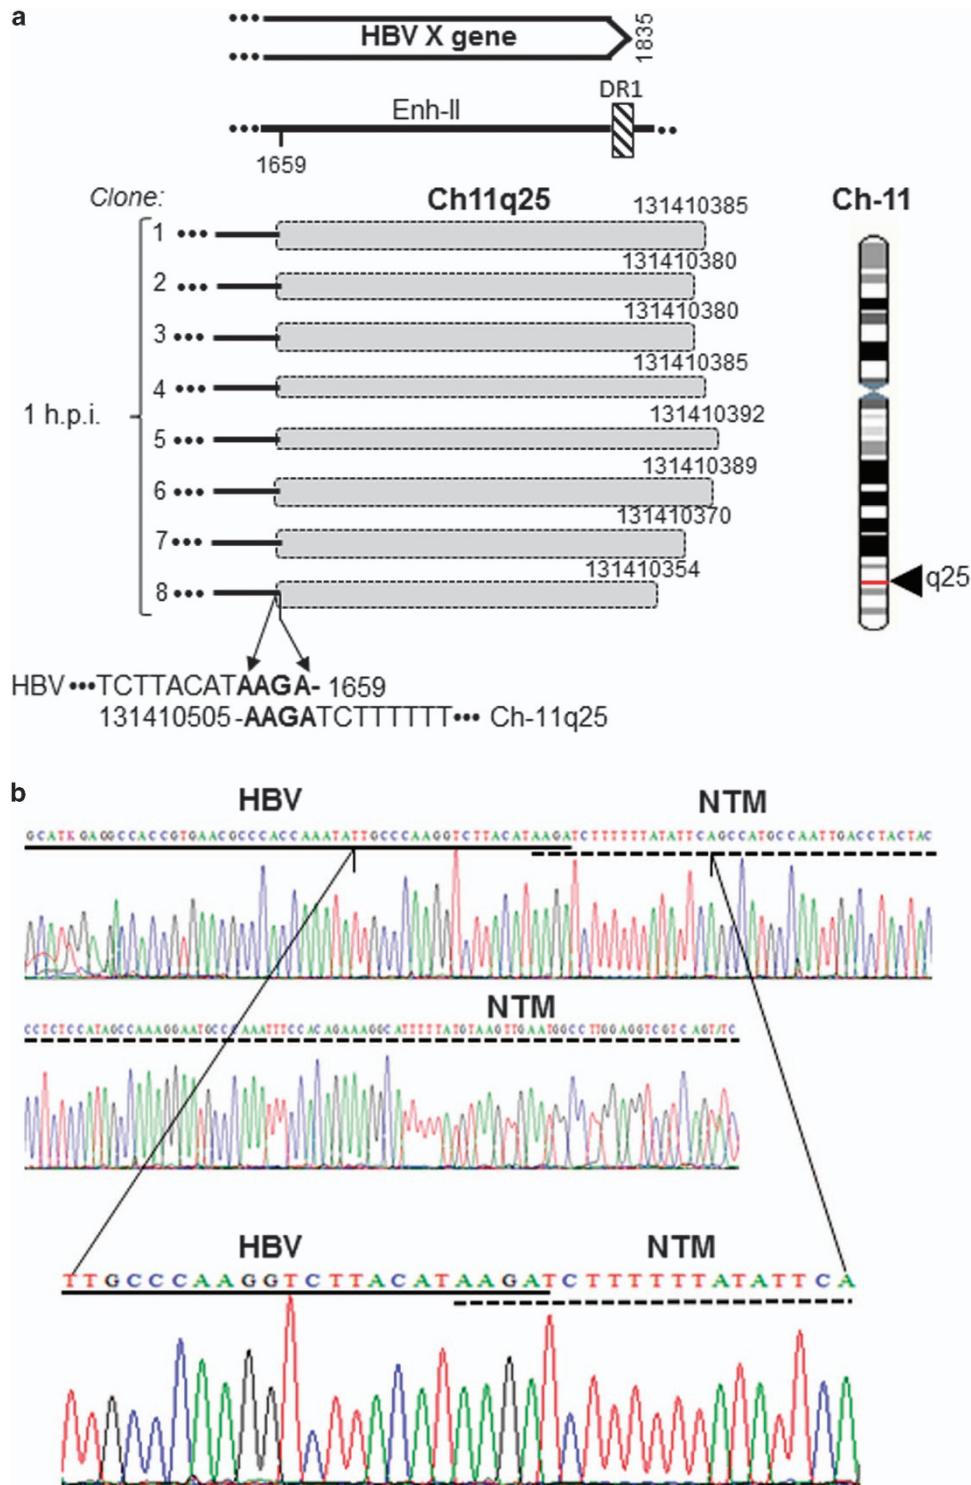 a
HBV X gene
1835
DR1
Enh-II
1659
Clone:
Ch11q25
Ch-11
131410385
1
131410380
2
131410380
3
131410385
4
131410392
5
1 h.p.i.
131410389
6
131410370
7
131410354
8
q25
HBV•••TCTTACATAAGA- 1659
131410505-AAGATCTTTTTT••• Ch-11q25
b
HBV NTM
GCATKGAGGCCACCGTGAACGCCCACCAAATATTGCCCAAGGTCTTACATAAGATCTTTTTTATATTCAGCCATGCCAATTGACCTACTAC
NTM
HBV NTM
TTGCCCAAGGTCTTACATAAGATCTTTTTTATATTCA